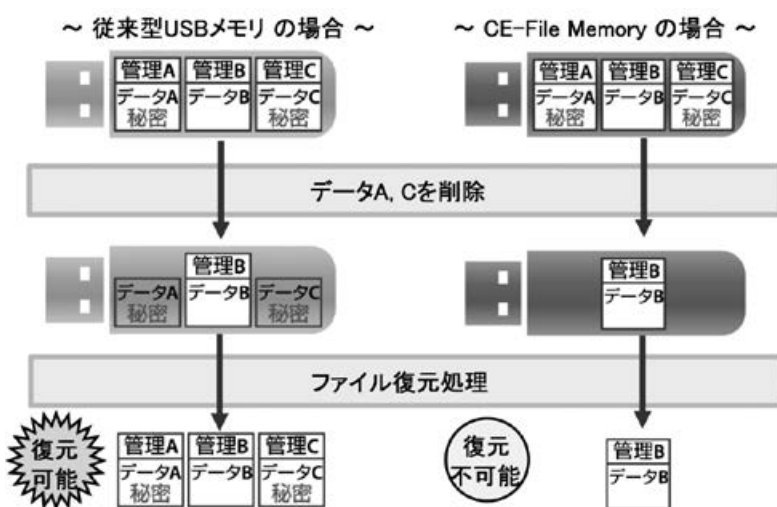 ～ 従来型USBメモリ の場合 ～
～ CE-File Memory の場合 ～
管理A 管理B 管理C
データA データB データC
秘密 秘密
管理A 管理B 管理C
データA データB データC
秘密 秘密
データA, Cを削除
管理B
データA データB データC
秘密 秘密
管理B
データB
ファイル復元処理
復元
可能
管理A 管理B 管理C
データA データB データC
秘密 秘密
復元
不可能
管理B
データB